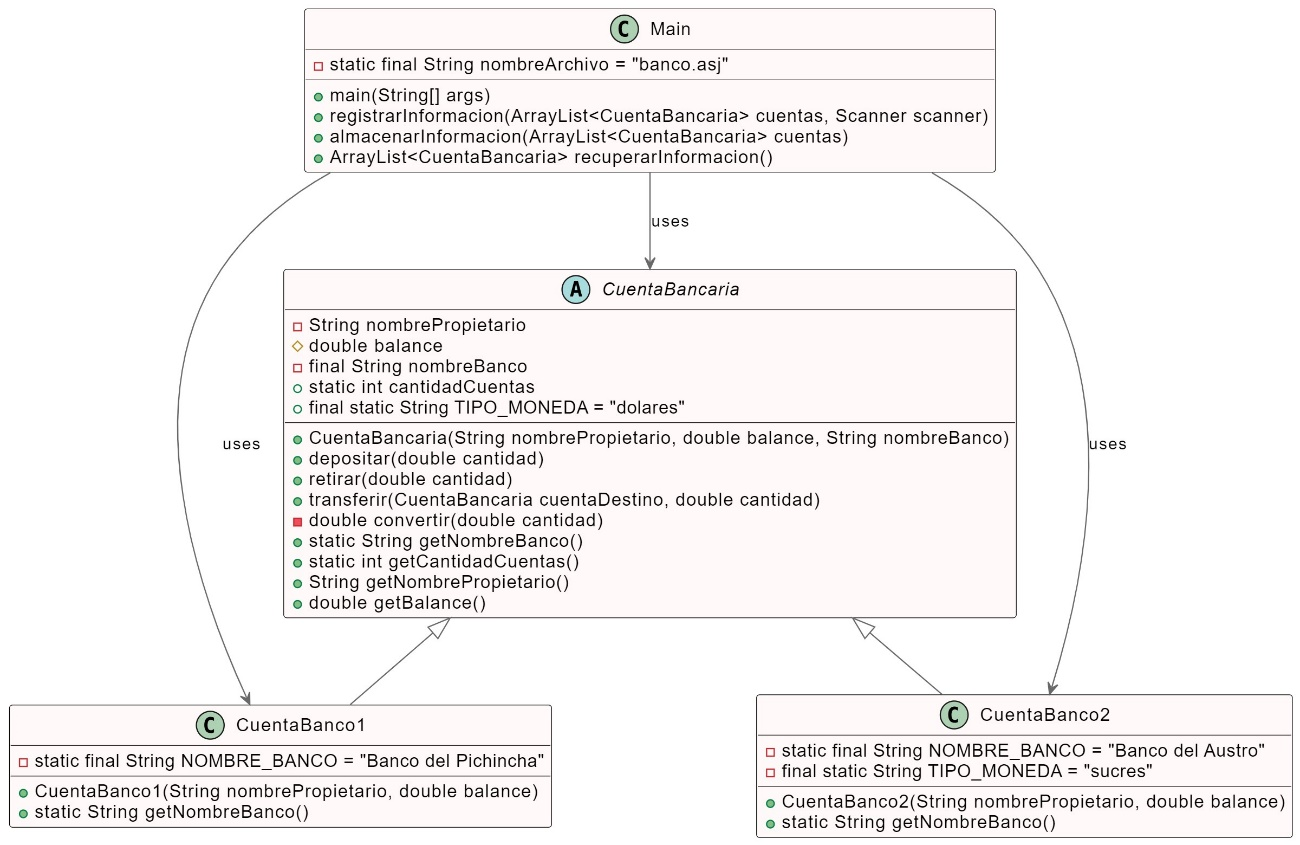 C Main
static final String nombreArchivo = "banco.asj"
main(String[] args)
registrarInformacion(ArrayList<CuentaBancaria> cuentas, Scanner scanner)
almacenarInformacion(ArrayList<CuentaBancaria> cuentas)
ArrayList<CuentaBancaria> recuperarInformacion()
uses
A CuentaBancaria
String nombrePropietario
double balance
final String nombreBanco
static int cantidadCuentas
final static String TIPO_MONEDA = "dolares"
CuentaBancaria(String nombrePropietario, double balance, String nombreBanco)
depositar(double cantidad)
retirar(double cantidad)
transferir(CuentaBancaria cuentaDestino, double cantidad)
double convertir(double cantidad)
static String getNombreBanco()
static int getCantidadCuentas()
String getNombrePropietario()
double getBalance()
uses
uses
C CuentaBanco1
static final String NOMBRE_BANCO = "Banco del Pichincha"
CuentaBanco1(String nombrePropietario, double balance)
static String getNombreBanco()
C CuentaBanco2
static final String NOMBRE_BANCO = "Banco del Austro"
final static String TIPO_MONEDA = "sucres"
CuentaBanco2(String nombrePropietario, double balance)
static String getNombreBanco()